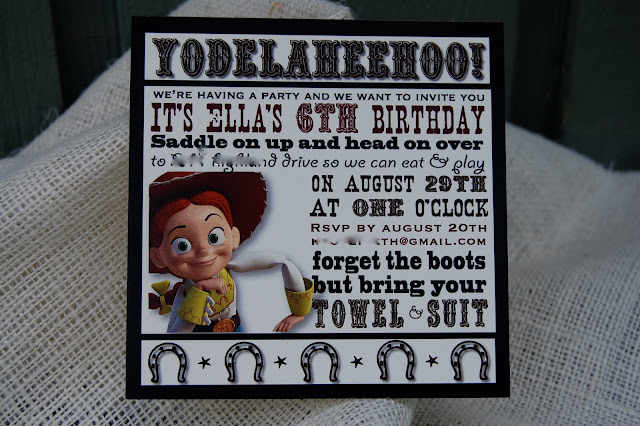 YODELAHEEHOO!
WE'RE HAVING A PARTY AND WE WANT TO INVITE YOU
IT'S ELLA'S 6TH BIRTHDAY
Saddle on up and head on over
to drive so we can eat & play
ON AUGUST 29TH
AT ONE O'CLOCK
RSVP BY AUGUST 20TH
TH@GMAIL.COM
forget the boots
but bring your
TOWEL & SUIT